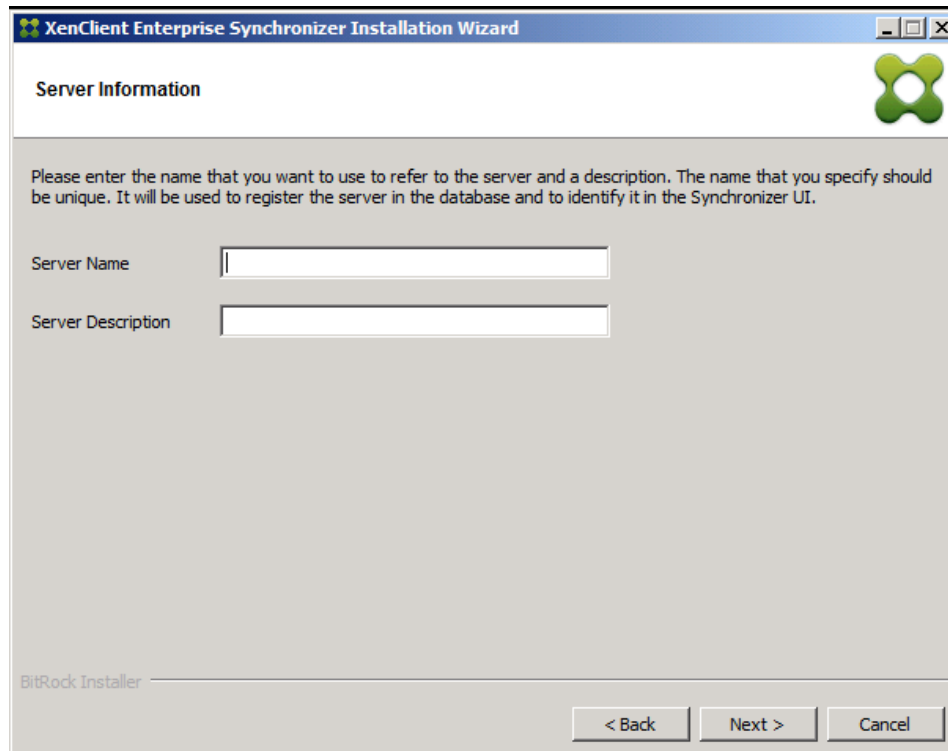 XenClient Enterprise Synchronizer Installation Wizard
Server Information
Please enter the name that you want to use to refer to the server and a description. The name that you specify should
be unique. It will be used to register the server in the database and to identify it in the Synchronizer UI.
Server Name
Server Description
BitRock Installer
< Back Next > Cancel